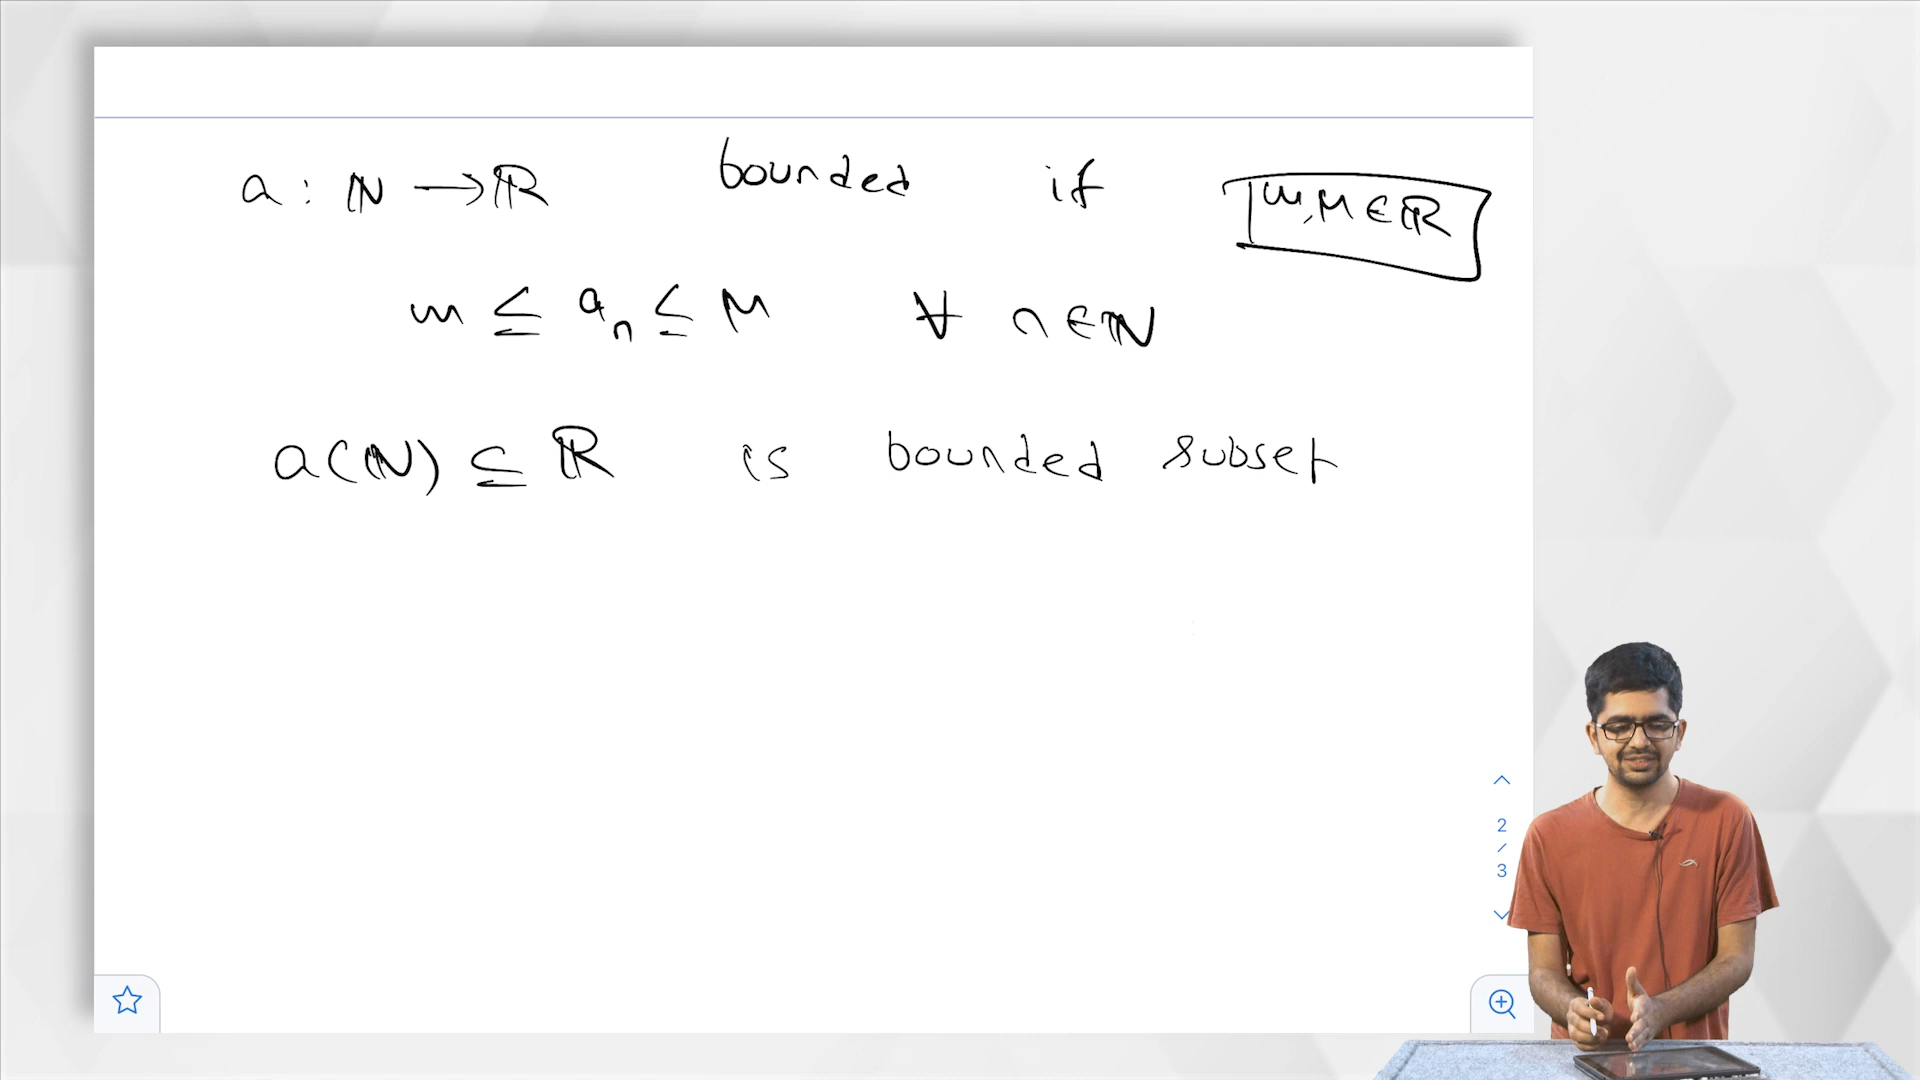 a : ℕ → ℝ bounded if m, M ∈ ℝ
m ≤ aₙ ≤ M ∀ n ∈ ℕ
a(ℕ) ⊆ ℝ is bounded subset
2
/
3